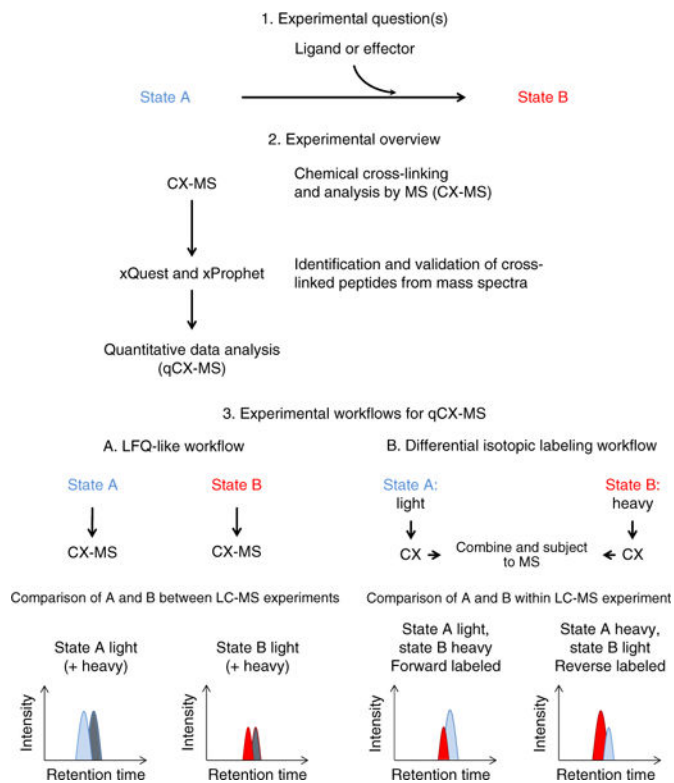 1. Experimental question(s)
Ligand or effector
State A
State B
2. Experimental overview
CX-MS
Chemical cross-linking
and analysis by MS (CX-MS)
xQuest and xProphet
Identification and validation of cross-
linked peptides from mass spectra
Quantitative data analysis
(qCX-MS)
3. Experimental workflows for qCX-MS
A. LFQ-like workflow
B. Differential isotopic labeling workflow
State A
State B
State A:
light
State B:
heavy
CX-MS
CX-MS
CX
Combine and subject
to MS
CX
Comparison of A and B between LC-MS experiments
Comparison of A and B within LC-MS experiment
State A light
(+ heavy)
State B light
(+ heavy)
State A light,
state B heavy
Forward labeled
State A heavy,
state B light
Reverse labeled
Intensity
Retention time
Intensity
Retention time
Intensity
Retention time
Intensity
Retention time